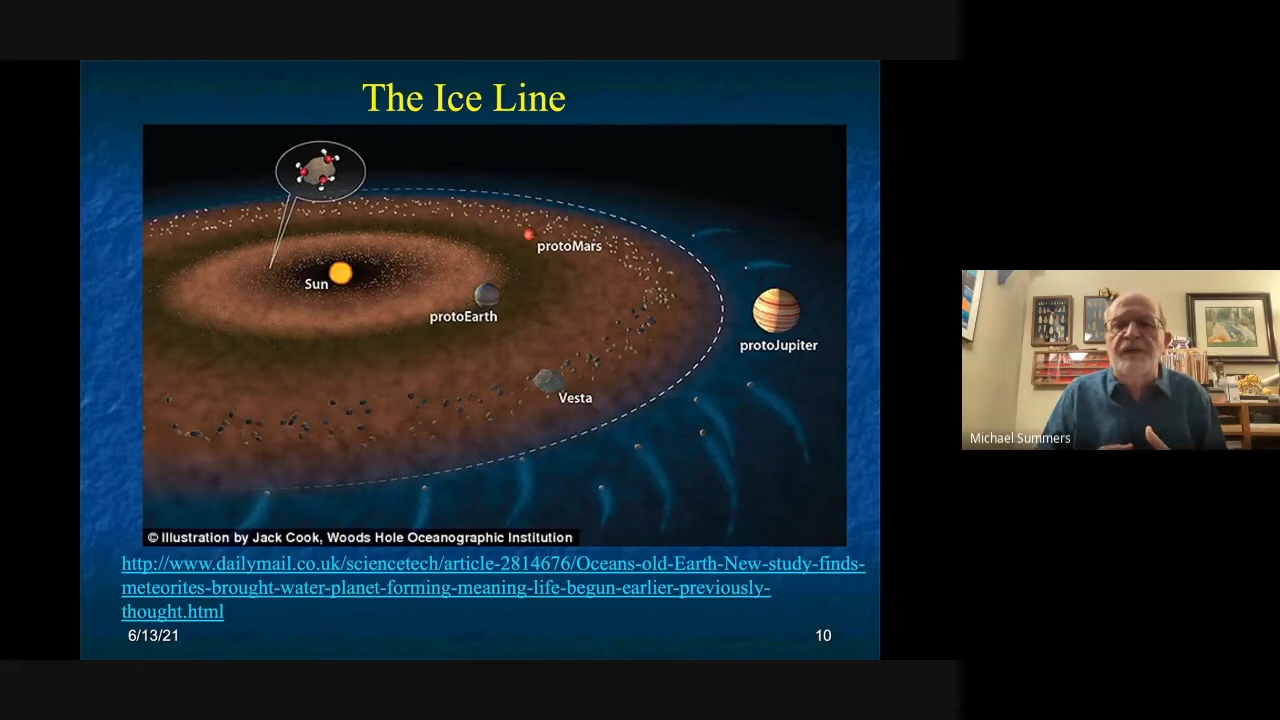 The Ice Line
protoMars
Sun
protoEarth
protoJupiter
Vesta
© Illustration by Jack Cook, Woods Hole Oceanographic Institution
http://www.dailymail.co.uk/sciencetech/article-2814676/Oceans-old-Earth-New-study-finds-
meteorites-brought-water-planet-forming-meaning-life-begun-earlier-previously-
thought.html
6/13/21
10
Michael Summers